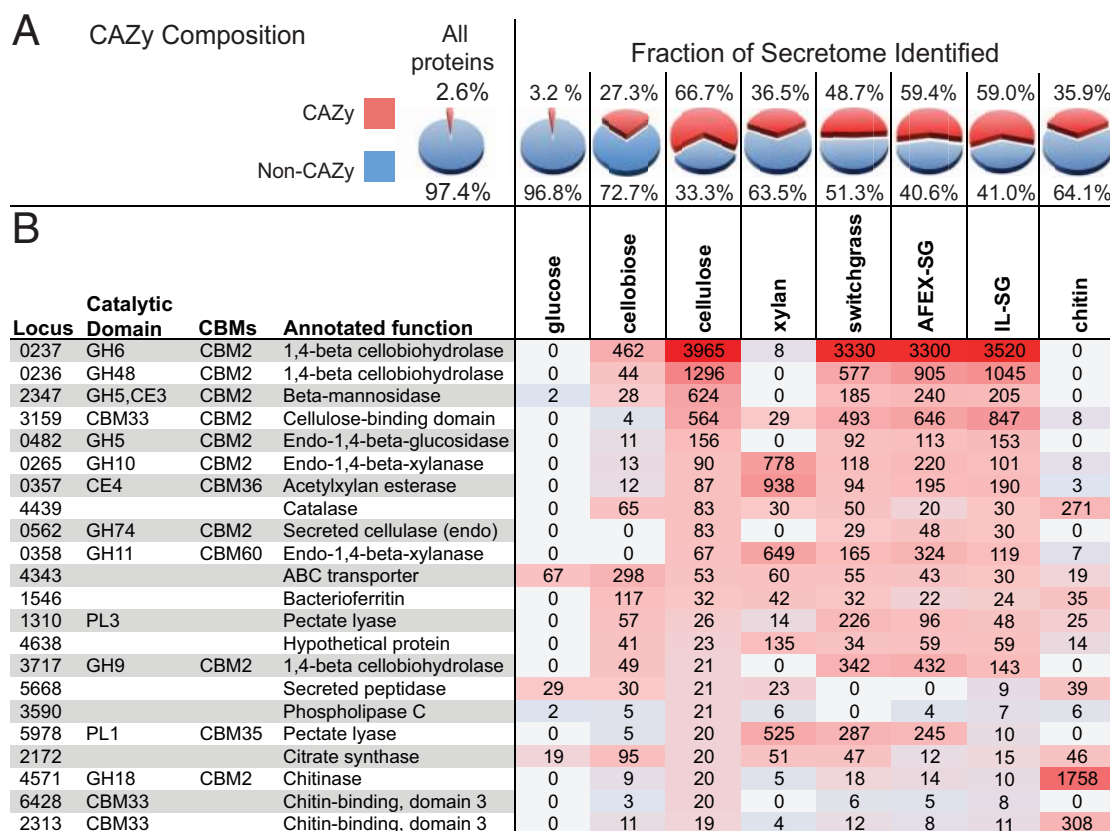 A CAZy Composition All proteins Fraction of Secretome Identified
2.6% 3.2 % 27.3% 66.7% 36.5% 48.7% 59.4% 59.0% 35.9%
CAZy
Non-CAZy
97.4% 96.8% 72.7% 33.3% 63.5% 51.3% 40.6% 41.0% 64.1%
B
Locus Catalytic Domain CBMs Annotated function glucose cellobiose cellulose xylan switchgrass AFEX-SG IL-SG chitin
0237 GH6 CBM2 1,4-beta cellobiohydrolase 0 462 3965 8 3330 3300 3520 0
0236 GH48 CBM2 1,4-beta cellobiohydrolase 0 44 1296 0 577 905 1045 0
2347 GH5,CE3 CBM2 Beta-mannosidase 2 28 624 0 185 240 205 0
3159 CBM33 CBM2 Cellulose-binding domain 0 4 564 29 493 646 847 8
0482 GH5 CBM2 Endo-1,4-beta-glucosidase 0 11 156 0 92 113 153 0
0265 GH10 CBM2 Endo-1,4-beta-xylanase 0 13 90 778 118 220 101 8
0357 CE4 CBM36 Acetylxylan esterase 0 12 87 938 94 195 190 3
4439 Catalase 0 65 83 30 50 20 30 271
0562 GH74 CBM2 Secreted cellulase (endo) 0 0 83 0 29 48 30 0
0358 GH11 CBM60 Endo-1,4-beta-xylanase 0 0 67 649 165 324 119 7
4343 ABC transporter 67 298 53 60 55 43 30 19
1546 Bacterioferritin 0 117 32 42 32 22 24 35
1310 PL3 Pectate lyase 0 57 26 14 226 96 48 25
4638 Hypothetical protein 0 41 23 135 34 59 59 14
3717 GH9 CBM2 1,4-beta cellobiohydrolase 0 49 21 0 342 432 143 0
5668 Secreted peptidase 29 30 21 23 0 0 9 39
3590 Phospholipase C 2 5 21 6 0 4 7 6
5978 PL1 CBM35 Pectate lyase 0 5 20 525 287 245 10 0
2172 Citrate synthase 19 95 20 51 47 12 15 46
4571 GH18 CBM2 Chitinase 0 9 20 5 18 14 10 1758
6428 CBM33 Chitin-binding, domain 3 0 3 20 0 6 5 8 0
2313 CBM33 Chitin-binding, domain 3 0 11 19 4 12 8 11 308